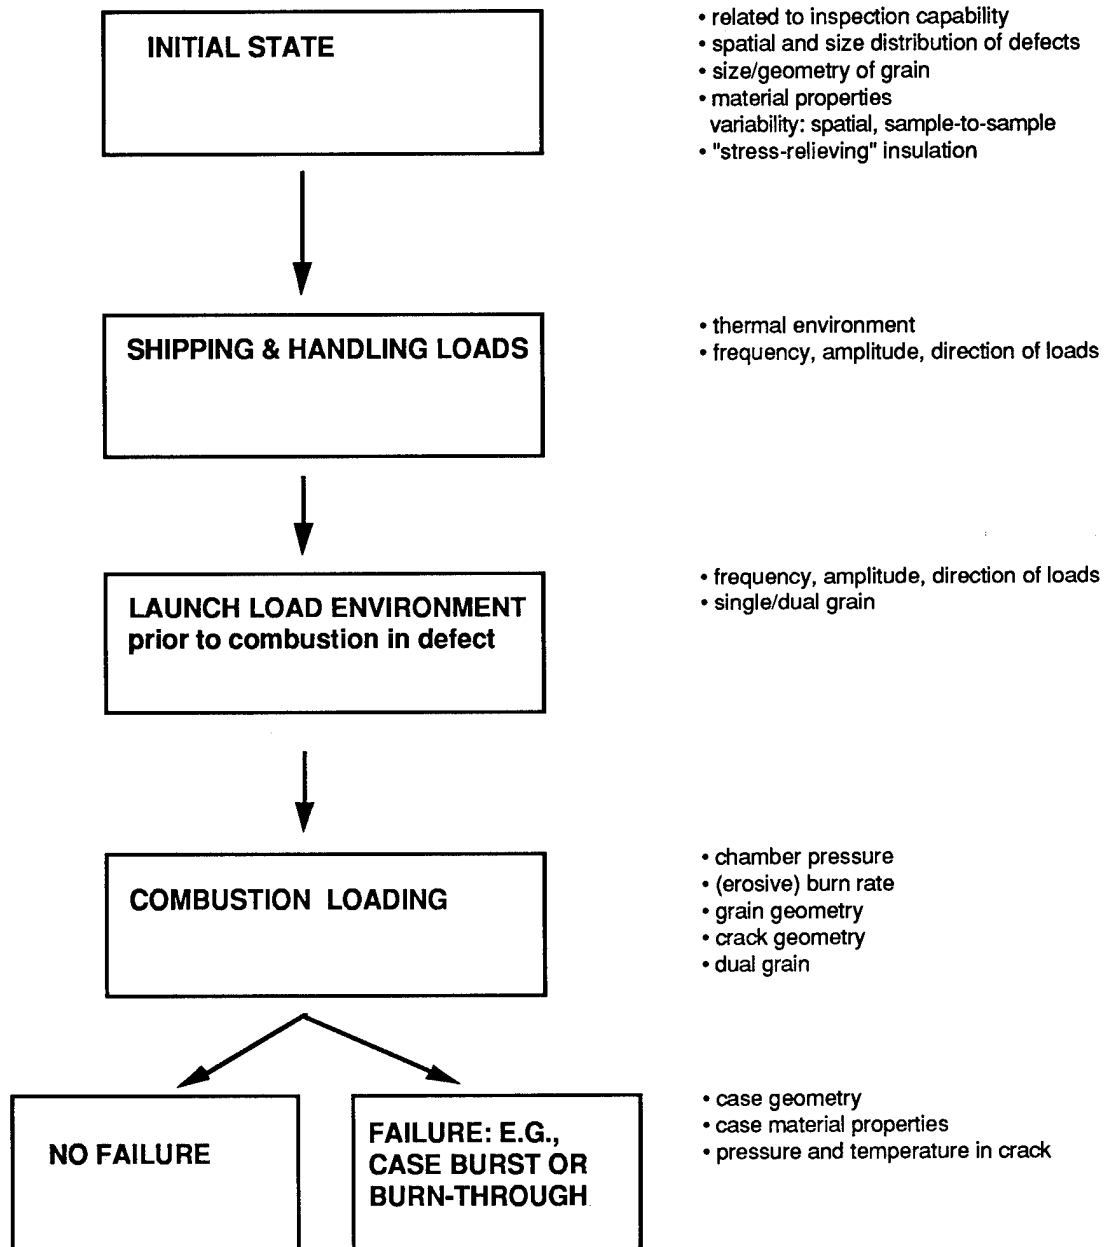 INITIAL STATE
• related to inspection capability
• spatial and size distribution of defects
• size/geometry of grain
• material properties
variability: spatial, sample-to-sample
• "stress-relieving" insulation
SHIPPING & HANDLING LOADS
• thermal environment
• frequency, amplitude, direction of loads
LAUNCH LOAD ENVIRONMENT
prior to combustion in defect
• frequency, amplitude, direction of loads
• single/dual grain
COMBUSTION LOADING
• chamber pressure
• (erosive) burn rate
• grain geometry
• crack geometry
• dual grain
NO FAILURE
FAILURE: E.G.,
CASE BURST OR
BURN-THROUGH
• case geometry
• case material properties
• pressure and temperature in crack